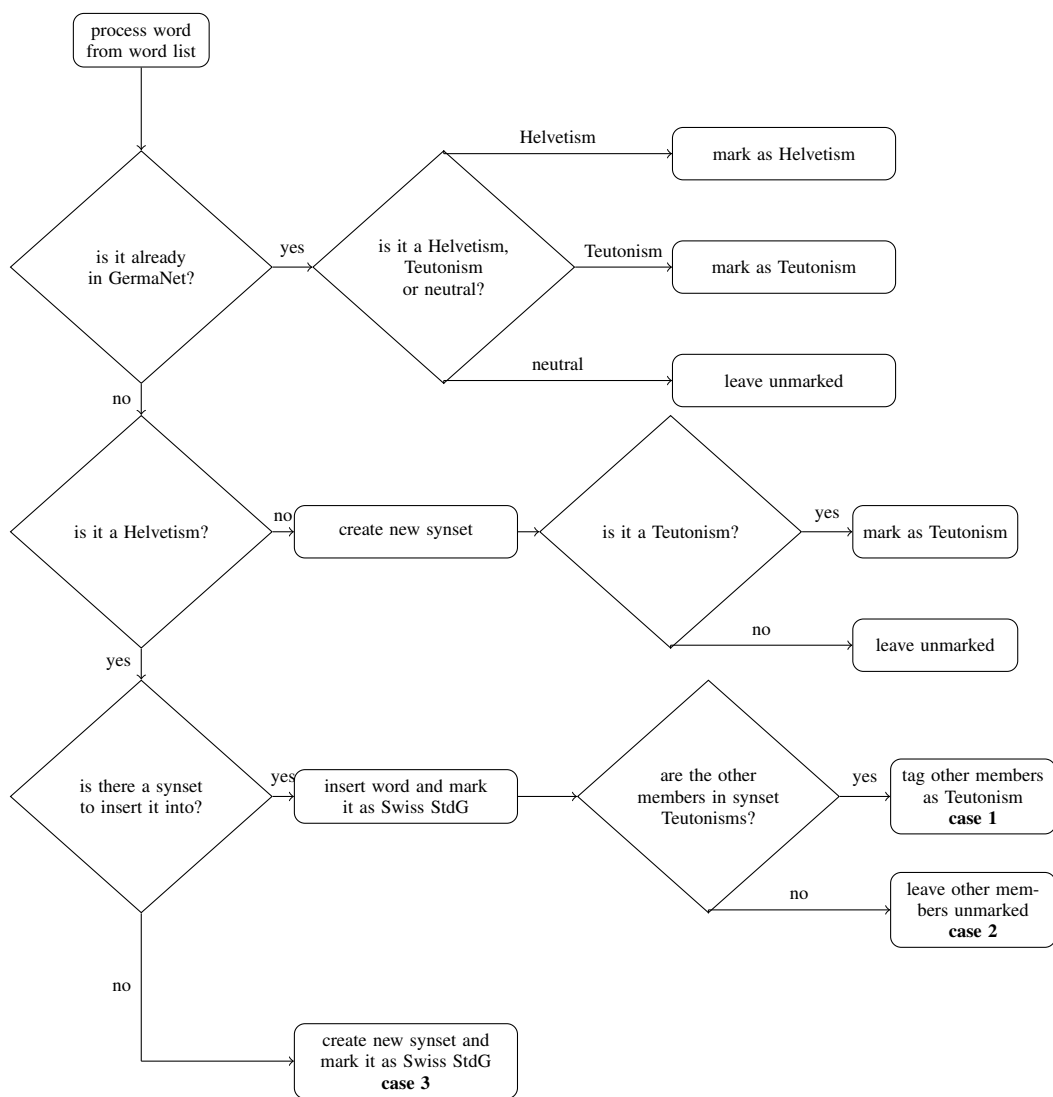 process word
from word list
Helvetism
mark as Helvetism
is it already
in GermaNet?
yes
is it a Helvetism,
Teutonism
or neutral?
Teutonism
mark as Teutonism
neutral
leave unmarked
no
is it a Helvetism?
no
create new synset
is it a Teutonism?
yes
mark as Teutonism
no
leave unmarked
yes
is there a synset
to insert it into?
yes
insert word and mark
it as Swiss StdG
are the other
members in synset
Teutonisms?
yes
tag other members
as Teutonism
case 1
no
leave other mem-
bers unmarked
case 2
no
create new synset and
mark it as Swiss StdG
case 3